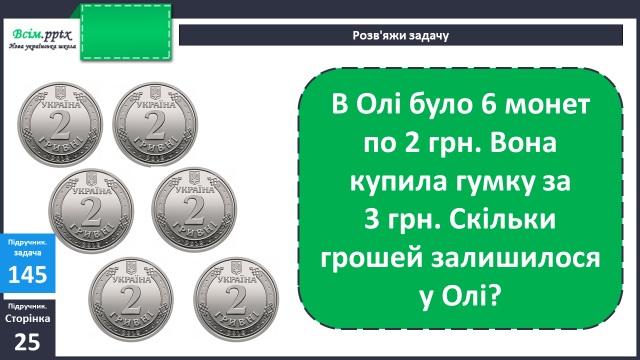 Всім.pptx
Нова українська школа
Розв'яжи задачу
УКРАЇНА
2
ГРИВНІ
УКРАЇНА
2
ГРИВНІ
УКРАЇНА
2
ГРИВНІ
УКРАЇНА
2
ГРИВНІ
УКРАЇНА
2
ГРИВНІ
УКРАЇНА
2
ГРИВНІ
В Олі було 6 монет
по 2 грн. Вона
купила гумку за
3 грн. Скільки
грошей залишилося
у Олі?
Підручник.
задача
145
Підручник.
Сторінка
25